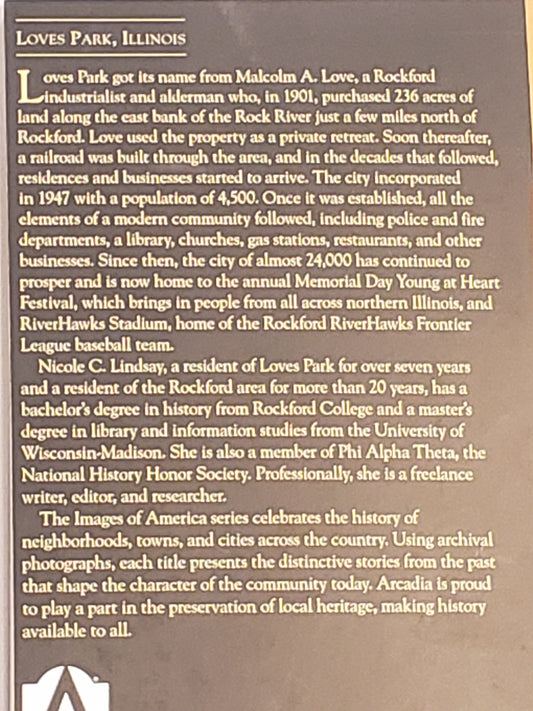 LOVES PARK, ILLINOIS
Loves Park got its name from Malcolm A. Love, a Rockford
industrialist and alderman who, in 1901, purchased 236 acres of
land along the east bank of the Rock River just a few miles north of
Rockford. Love used the property as a private retreat. Soon thereafter,
a railroad was built through the area, and in the decades that followed,
residences and businesses started to arrive. The city incorporated
in 1947 with a population of 4,500. Once it was established, all the
elements of a modern community followed, including police and fire
departments, a library, churches, gas stations, restaurants, and other
businesses. Since then, the city of almost 24,000 has continued to
prosper and is now home to the annual Memorial Day Young at Heart
Festival, which brings in people from all across northern Illinois, and
RiverHawks Stadium, home of the Rockford RiverHawks Frontier
League baseball team.
Nicole C. Lindsay, a resident of Loves Park for over seven years
and a resident of the Rockford area for more than 20 years, has a
bachelor's degree in history from Rockford College and a master's
degree in library and information studies from the University of
Wisconsin-Madison. She is also a member of Phi Alpha Theta, the
National History Honor Society. Professionally, she is a freelance
writer, editor, and researcher.
The Images of America series celebrates the history of
neighborhoods, towns, and cities across the country. Using archival
photographs, each title presents the distinctive stories from the past
that shape the character of the community today. Arcadia is proud
to play a part in the preservation of local heritage, making history
available to all.